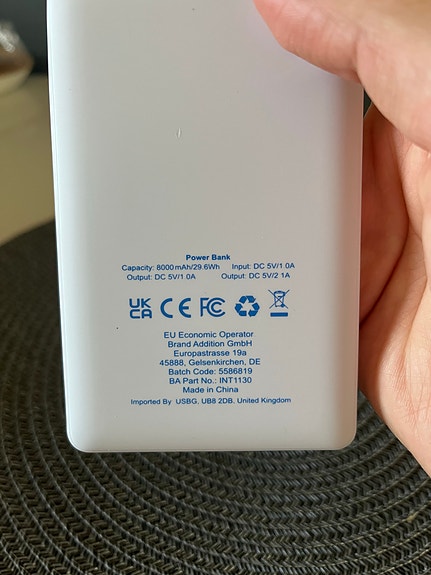 Power Bank
Capacity: 8000mAh/29.6Wh Input: DC 5V/1.0A
Output: DC 5V/1.0A Output: DC 5V/2 1A
UK CA CE FC
EU Economic Operator
Brand Addition GmbH
Europastrasse 19a
45888, Gelsenkirchen, DE
Batch Code: 5586819
BA Part No.: INT1130
Made in China
Imported By USBG, UB8 2DB, United Kingdom